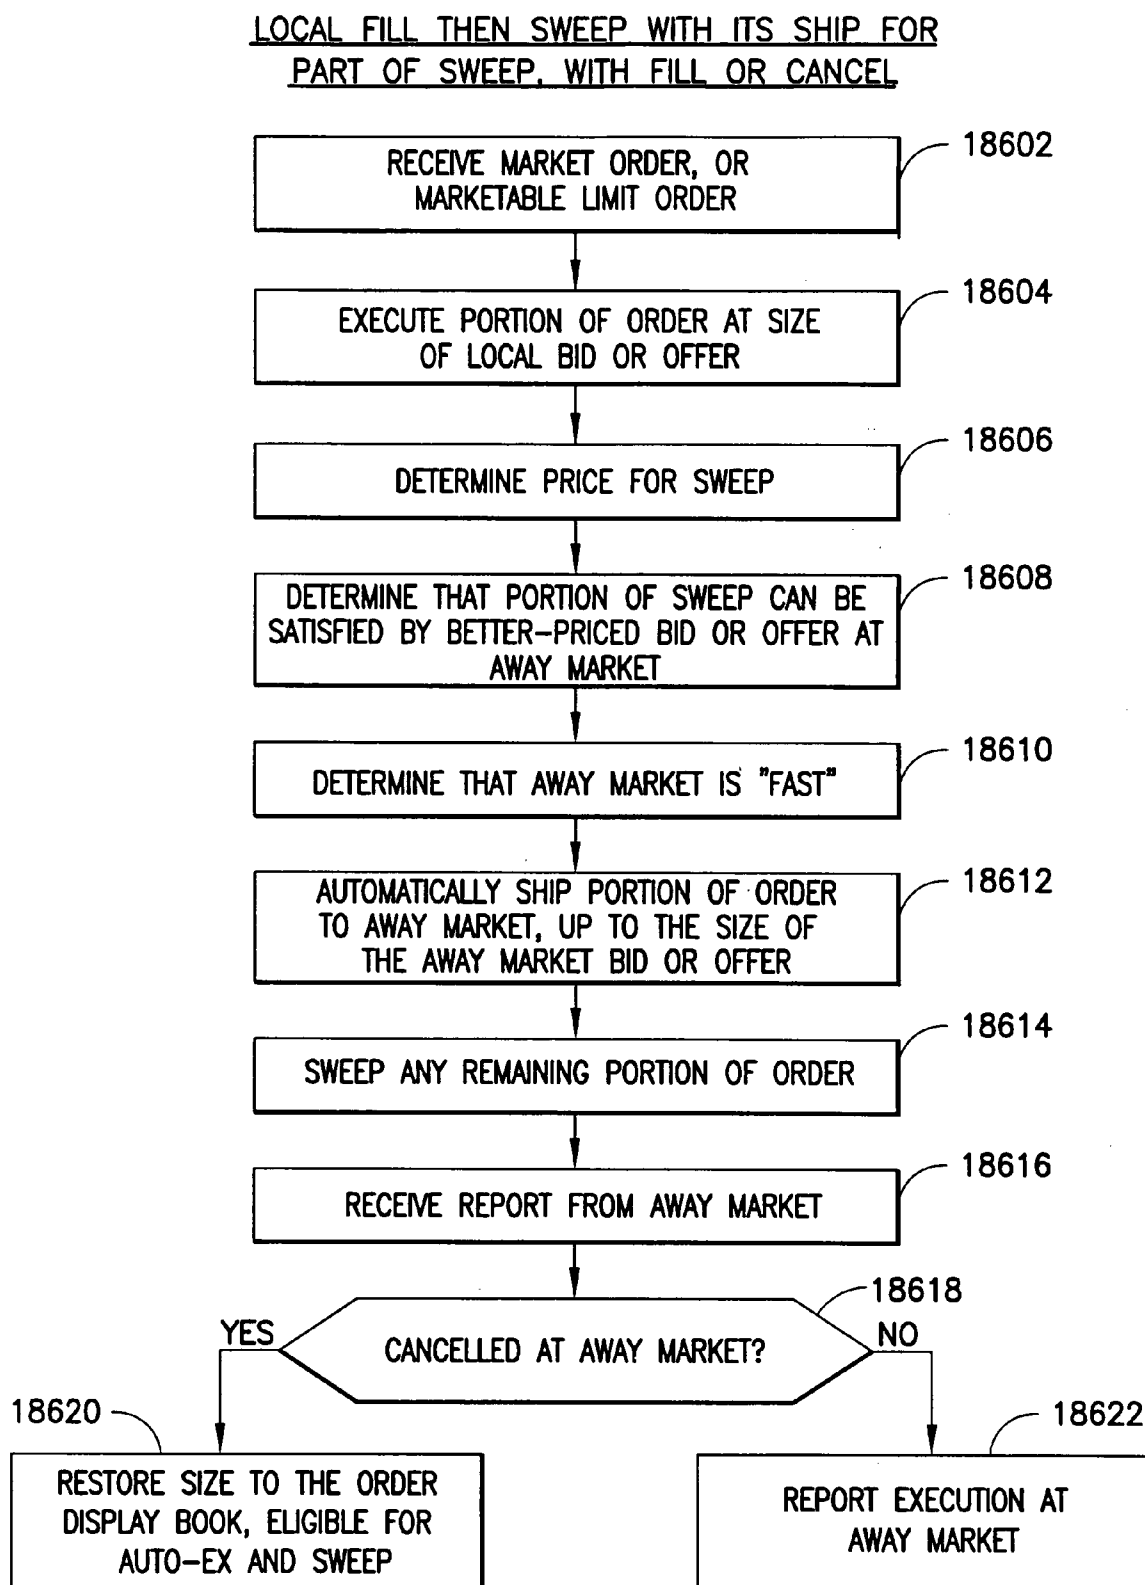 LOCAL FILL THEN SWEEP WITH ITS SHIP FOR
PART OF SWEEP, WITH FILL OR CANCEL
18602
RECEIVE MARKET ORDER, OR
MARKETABLE LIMIT ORDER
18604
EXECUTE PORTION OF ORDER AT SIZE
OF LOCAL BID OR OFFER
18606
DETERMINE PRICE FOR SWEEP
18608
DETERMINE THAT PORTION OF SWEEP CAN BE
SATISFIED BY BETTER-PRICED BID OR OFFER AT
AWAY MARKET
18610
DETERMINE THAT AWAY MARKET IS "FAST"
18612
AUTOMATICALLY SHIP PORTION OF ORDER
TO AWAY MARKET, UP TO THE SIZE OF
THE AWAY MARKET BID OR OFFER
18614
SWEEP ANY REMAINING PORTION OF ORDER
18616
RECEIVE REPORT FROM AWAY MARKET
18618
CANCELLED AT AWAY MARKET?
YES
NO
18620
RESTORE SIZE TO THE ORDER
DISPLAY BOOK, ELIGIBLE FOR
AUTO-EX AND SWEEP
18622
REPORT EXECUTION AT
AWAY MARKET